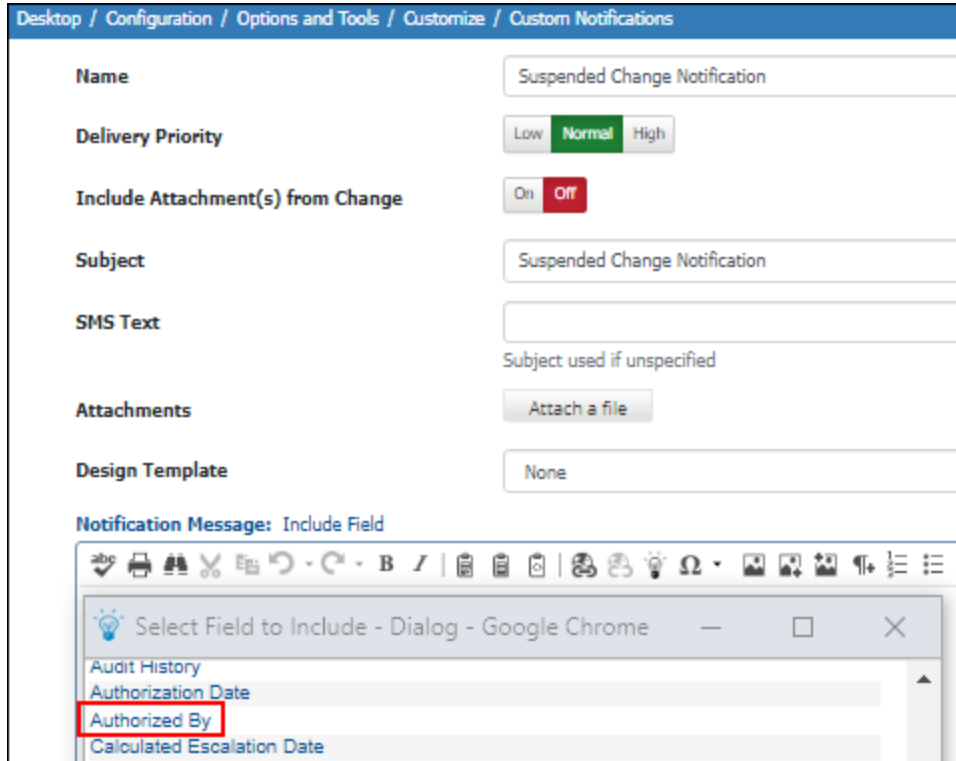 Desktop / Configuration / Options and Tools / Customize / Custom Notifications
Name Suspended Change Notification
Delivery Priority Low Normal High
Include Attachment(s) from Change On Off
Subject Suspended Change Notification
SMS Text
Subject used if unspecified
Attachments Attach a file
Design Template None
Notification Message: Include Field
abc B I Ω
Select Field to Include - Dialog - Google Chrome
Audit History
Authorization Date
Authorized By
Calculated Escalation Date